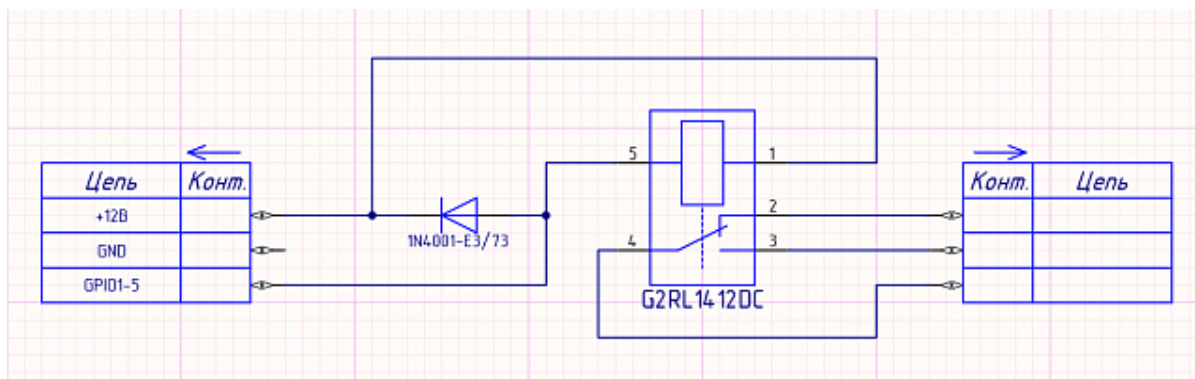 5
1
Цепь Конт.
Конт. Цепь
+12В
2
1N4001-E3/73
GND
4
3
GPIO1-5
G2RL1412DC